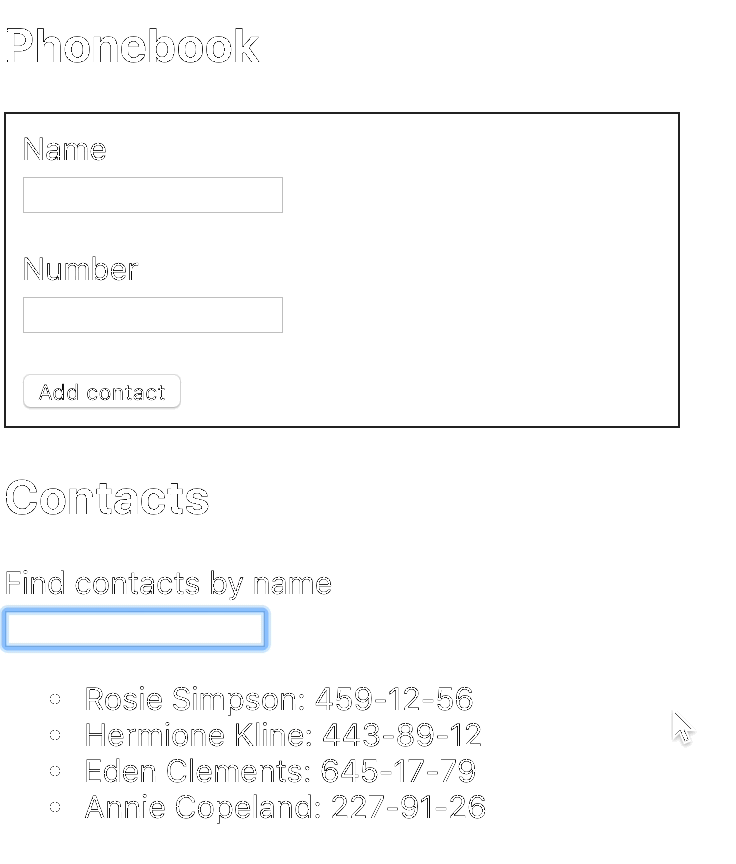 Phonebook
Name
Number
Add contact
Contacts
Find contacts by name
Rosie Simpson: 459-12-56
Hermione Kline: 443-89-12
Eden Clements: 645-17-79
Annie Copeland: 227-91-26